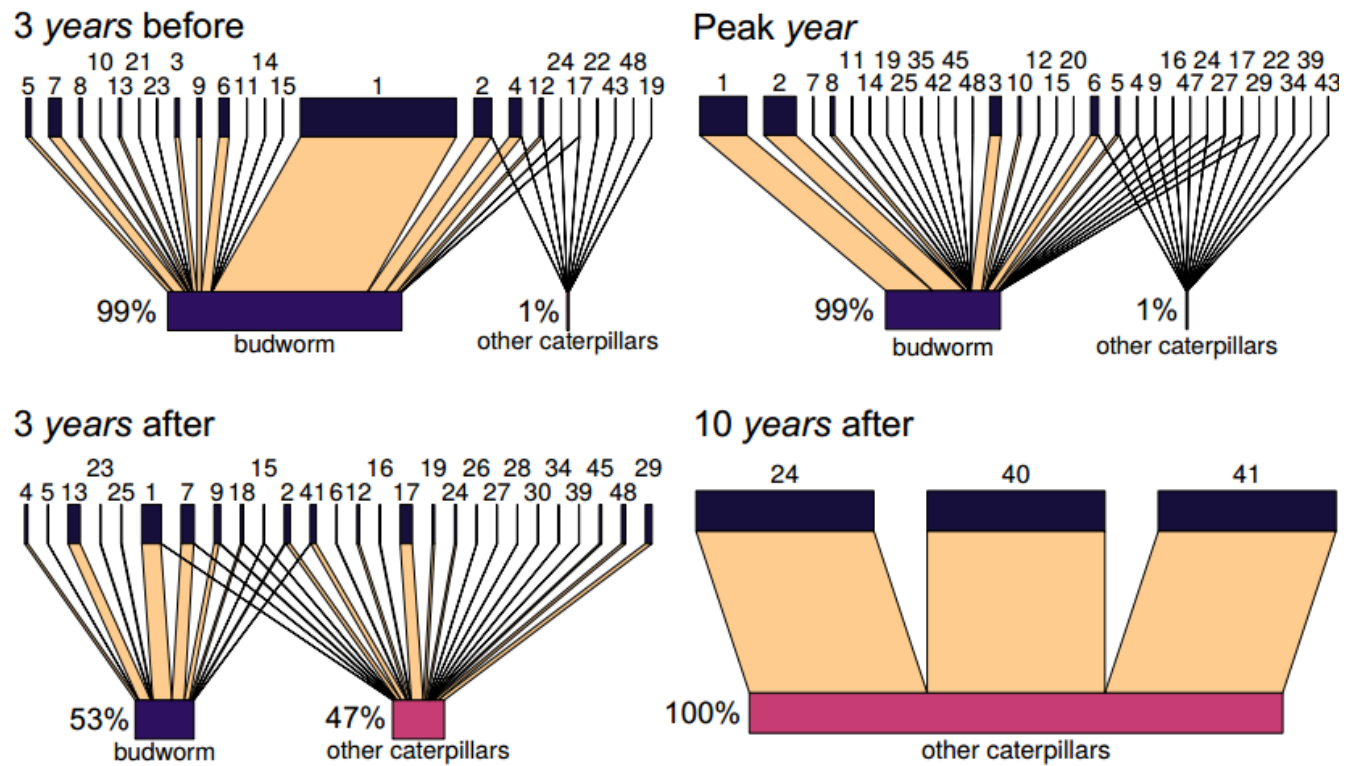 3 years before
10 21 3 14 24 22 48
5 7 8 13 23 9 6 11 15 1 2 4 12 17 43 19
99%
budworm
1%
other caterpillars
Peak year
11 19 35 45 12 20 16 24 17 22 39
1 2 7 8 14 25 42 48 3 10 15 6 5 4 9 47 27 29 34 43
99%
budworm
1%
other caterpillars
3 years after
23 15 16 19 26 28 34 45 29
4 5 13 25 1 7 9 18 2 41 6 12 17 24 27 30 39 48
53%
budworm
47%
other caterpillars
10 years after
24 40 41
100%
other caterpillars